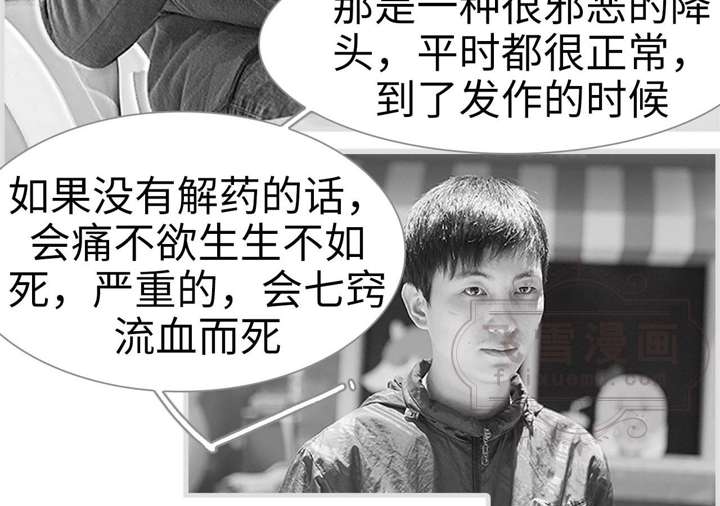 那是一种很邪恶的降
头，平时都很正常，
到了发作的时候
如果没有解药的话，
会痛不欲生生不如
死，严重的，会七窍
流血而死
雪漫画